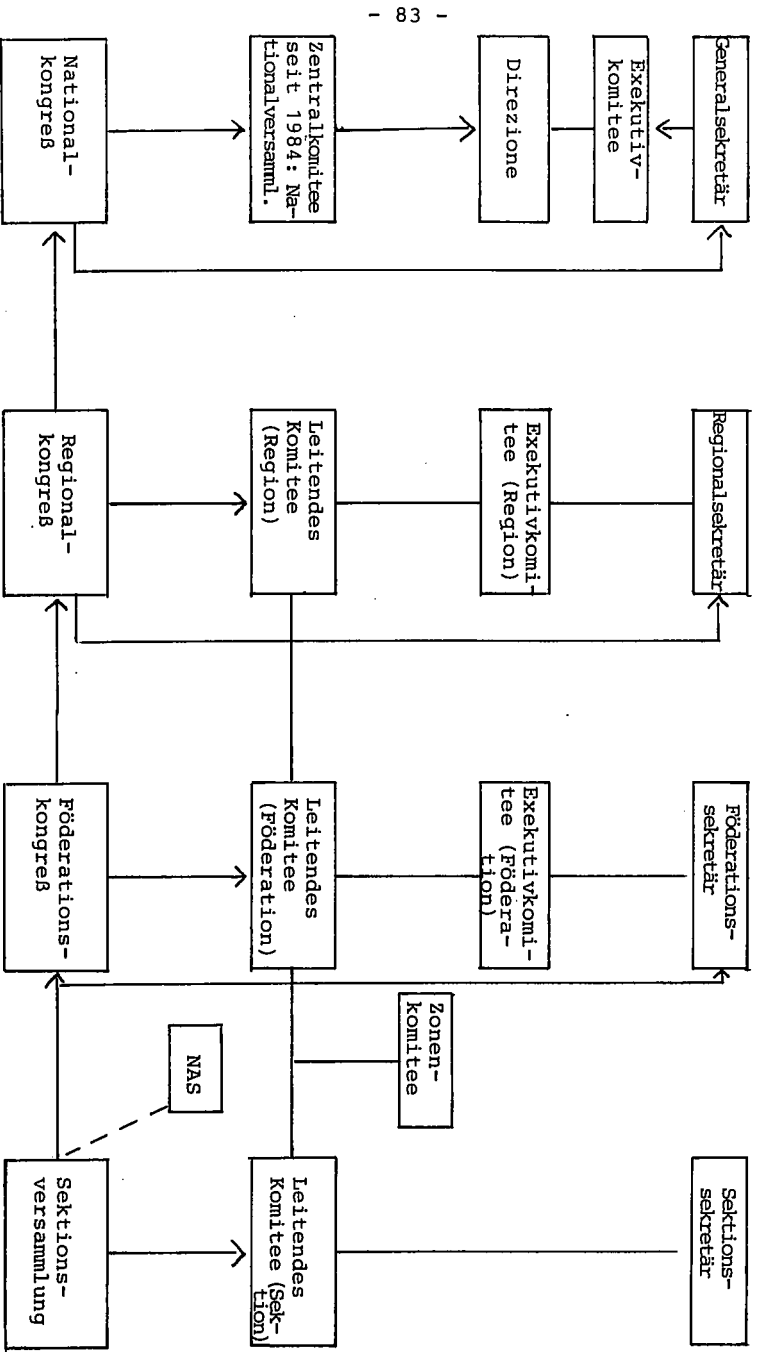 - 83 -
Generalsekretär
Exekutiv-
komitee
Direzione
Zentralkomitee
seit 1984: Na-
tionalversamml.
National-
kongreß
Regionalsekretär
Exekutivkomi-
tee (Region)
Leitendes
Komitee
(Region)
Regional-
kongreß
Föderations-
sekretär
Exekutivkomi-
tee (Födera-
tion)
Leitendes
Komitee
(Föderation)
Föderations-
kongreß
Zonen-
komitee
NAS
Sektions-
sekretär
Leitendes
Komitee (Sek-
tion)
Sektions-
versammlung